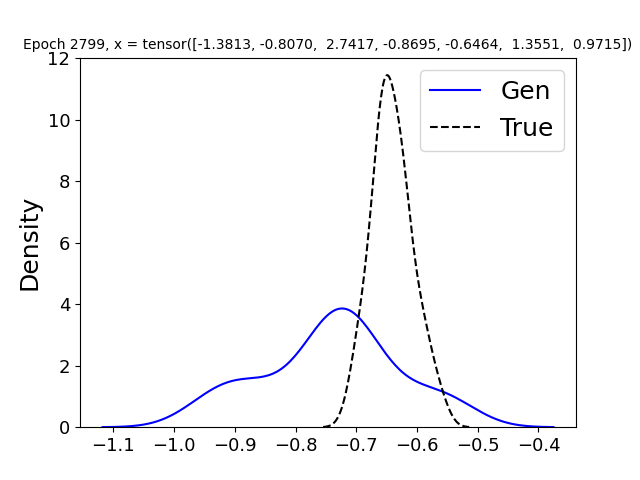 Epoch 2799, x = tensor([-1.3813, -0.8070,  2.7417, -0.8695, -0.6464,  1.3551,  0.9715])
Gen
True
Density
12
10
8
6
4
2
0
−1.1 −1.0 −0.9 −0.8 −0.7 −0.6 −0.5 −0.4